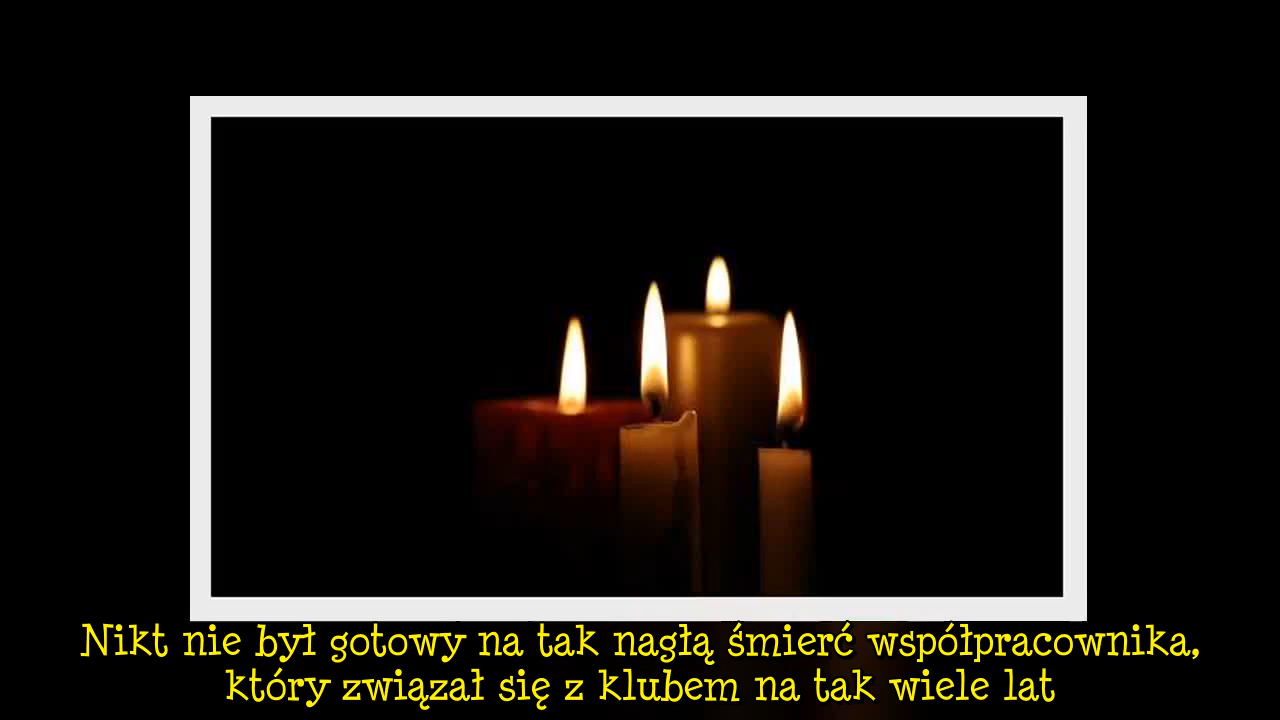 Nikt nie był gotowy na tak nagłą śmierć współpracownika,
który związał się z klubem na tak wiele lat